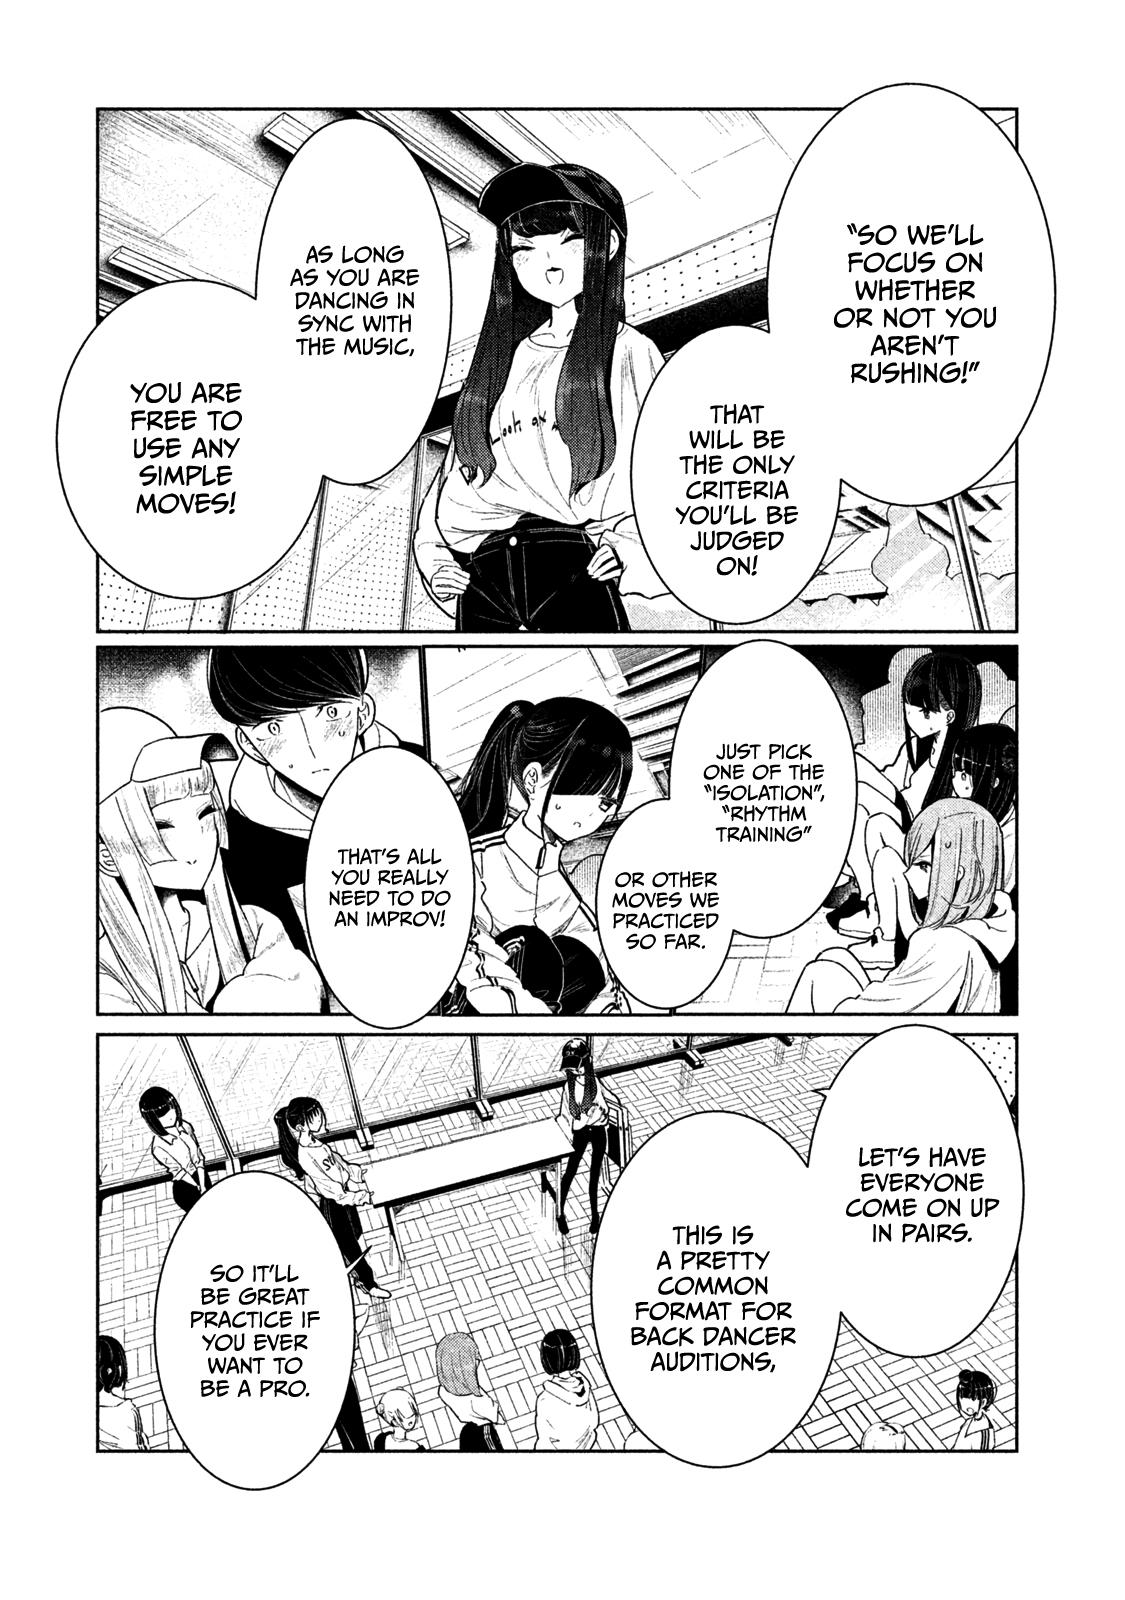 "SO WE'LL
FOCUS ON
WHETHER
OR NOT YOU
AREN'T
RUSHING!"
THAT
WILL BE
THE ONLY
CRITERIA
YOU'LL BE
JUDGED
ON!
AS LONG
AS YOU ARE
DANCING IN
SYNC WITH
THE MUSIC,
YOU ARE
FREE TO
USE ANY
SIMPLE
MOVES!
Look
JUST PICK
ONE OF THE
"ISOLATION",
"RHYTHM
TRAINING"
OR OTHER
MOVES WE
PRACTICED
SO FAR.
THAT'S ALL
YOU REALLY
NEED TO DO
AN IMPROV!
LET'S HAVE
EVERYONE
COME ON UP
IN PAIRS.
THIS IS
A PRETTY
COMMON
FORMAT FOR
BACK DANCER
AUDITIONS,
SO IT'LL
BE GREAT
PRACTICE IF
YOU EVER
WANT TO
BE A PRO.